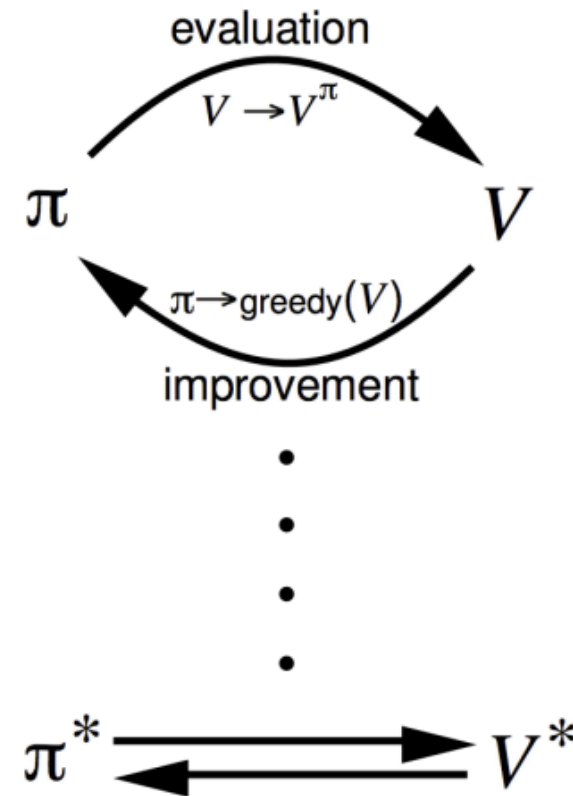 evaluation
V → V^π
π V
π→greedy(V)
improvement
π* V*